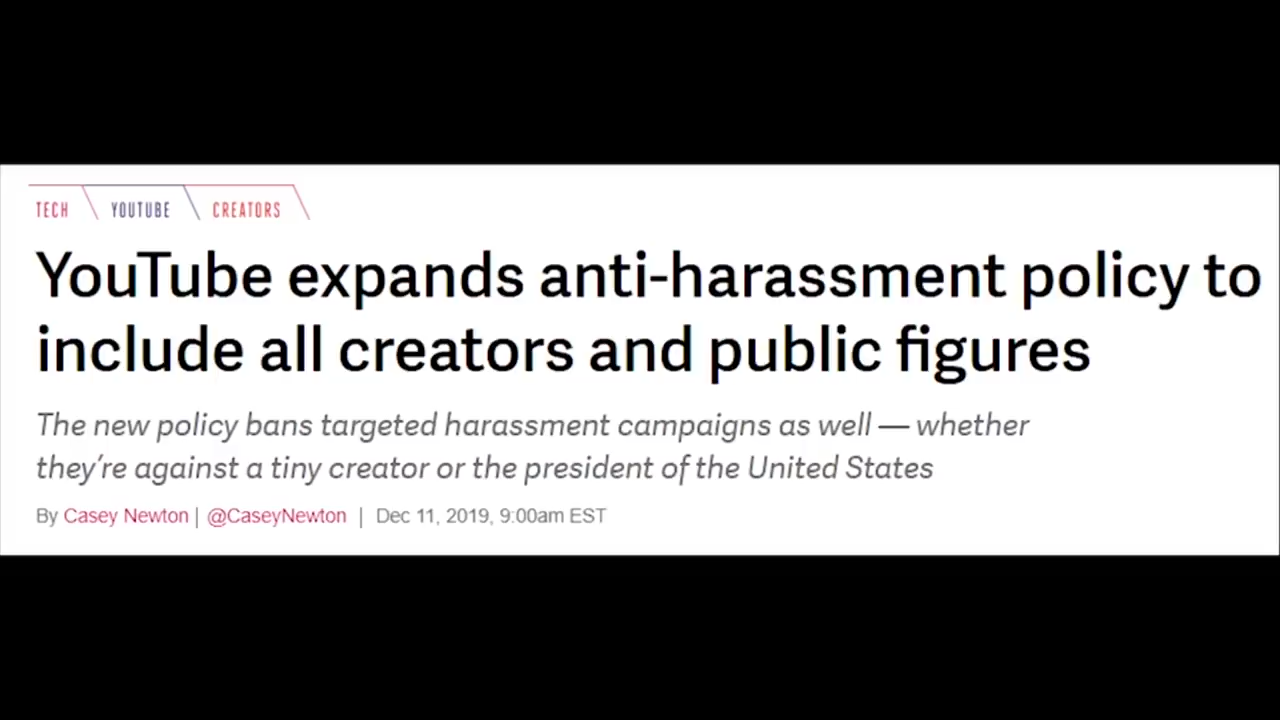 TECH YOUTUBE CREATORS
YouTube expands anti-harassment policy to
include all creators and public figures
The new policy bans targeted harassment campaigns as well — whether
they’re against a tiny creator or the president of the United States
By Casey Newton | @CaseyNewton | Dec 11, 2019, 9:00am EST